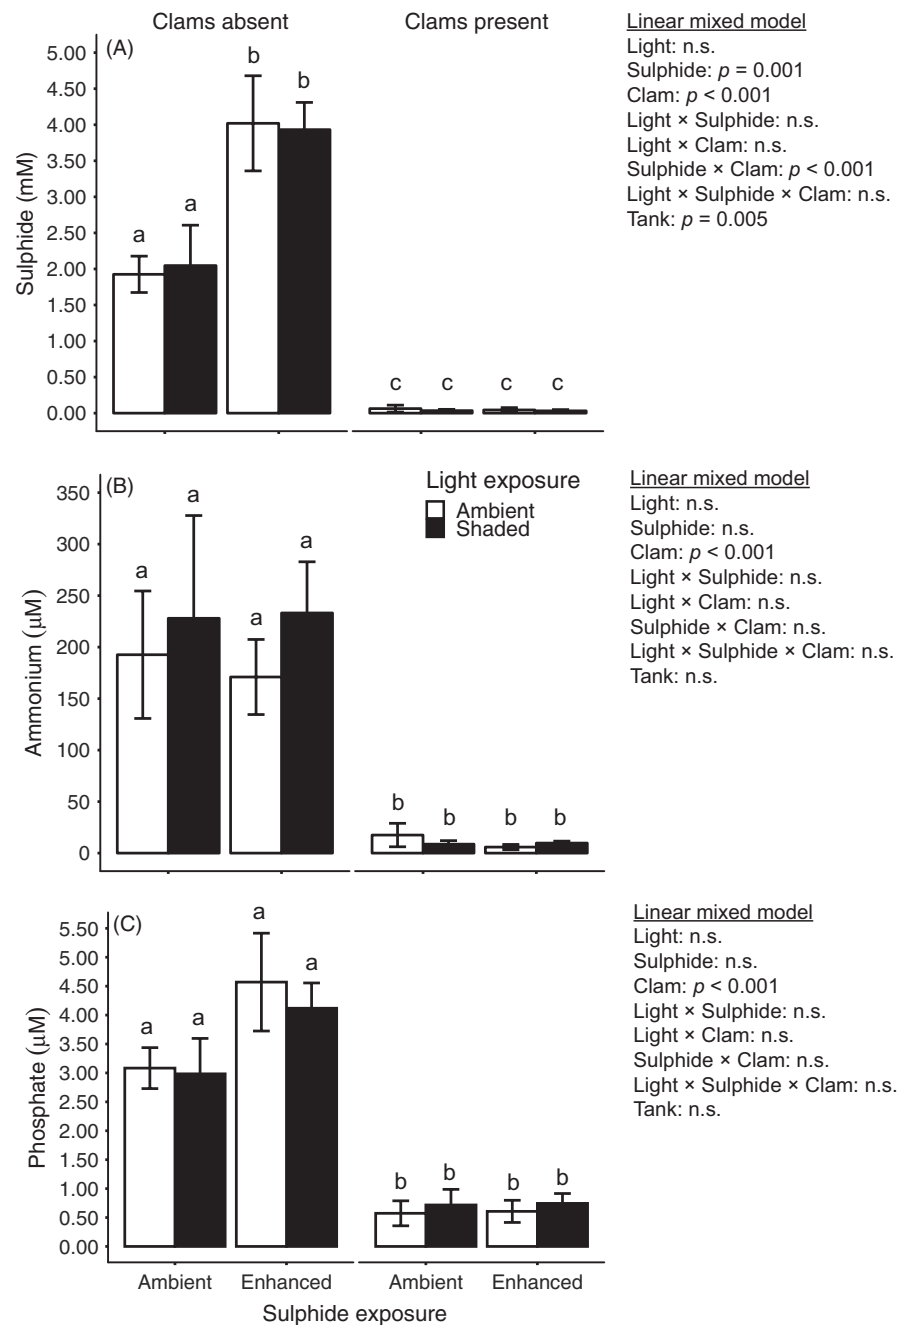 Clams absent
Clams present
(A)
Sulphide (mM)
5.00
4.50
4.00
3.50
3.00
2.50
2.00
1.50
1.00
0.50
0.00
a
a
b
b
c
c
c
c
Linear mixed model
Light: n.s.
Sulphide: p = 0.001
Clam: p < 0.001
Light × Sulphide: n.s.
Light × Clam: n.s.
Sulphide × Clam: p < 0.001
Light × Sulphide × Clam: n.s.
Tank: p = 0.005
(B)
Ammonium (μM)
350
300
250
200
150
100
50
0
a
a
a
a
b
b
b
b
Light exposure
Ambient
Shaded
Linear mixed model
Light: n.s.
Sulphide: n.s.
Clam: p < 0.001
Light × Sulphide: n.s.
Light × Clam: n.s.
Sulphide × Clam: n.s.
Light × Sulphide × Clam: n.s.
Tank: n.s.
(C)
Phosphate (μM)
5.50
5.00
4.50
4.00
3.50
3.00
2.50
2.00
1.50
1.00
0.50
0.00
a
a
a
a
b
b
b
b
Linear mixed model
Light: n.s.
Sulphide: n.s.
Clam: p < 0.001
Light × Sulphide: n.s.
Light × Clam: n.s.
Sulphide × Clam: n.s.
Light × Sulphide × Clam: n.s.
Tank: n.s.
Ambient
Enhanced
Ambient
Enhanced
Sulphide exposure